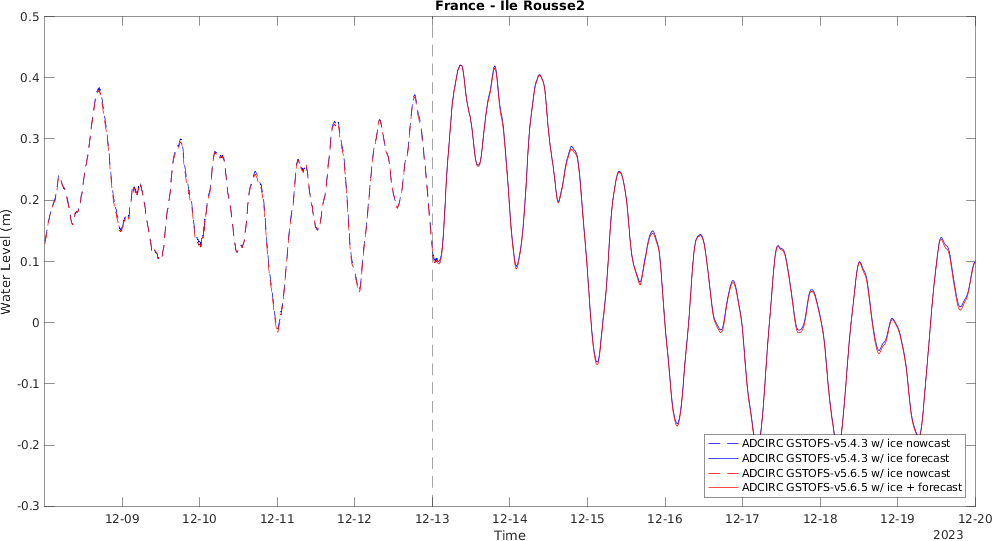 France - Ile Rousse2
0.5
0.4
0.3
0.2
0.1
0
-0.1
-0.2
-0.3
Water Level (m)
ADCIRC GSTOFS-v5.4.3 w/ ice nowcast
ADCIRC GSTOFS-v5.4.3 w/ ice forecast
ADCIRC GSTOFS-v5.6.5 w/ ice nowcast
ADCIRC GSTOFS-v5.6.5 w/ ice + forecast
12-09 12-10 12-11 12-12 12-13 12-14 12-15 12-16 12-17 12-18 12-19 12-20
Time
2023